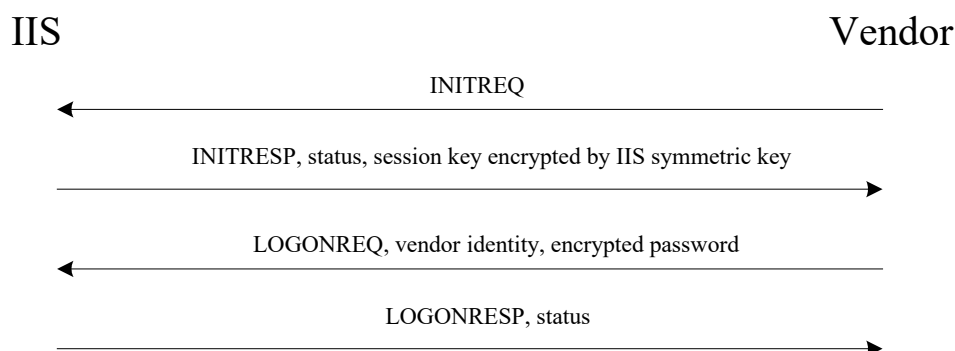 IIS
Vendor
INITREQ
INITRESP, status, session key encrypted by IIS symmetric key
LOGONREQ, vendor identity, encrypted password
LOGONRESP, status